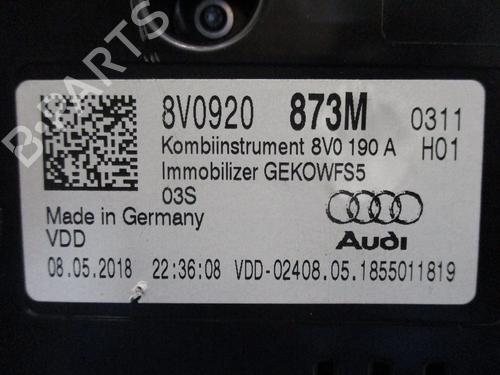 B-PARTS
8V0920 873M 0311
Kombiinstrument 8V0 190 A H01
Immobilizer GEKOWFS5
03S
Made in Germany
VDD
Audi
08.05.2018 22:36:08 VDD-02408.05.1855011819